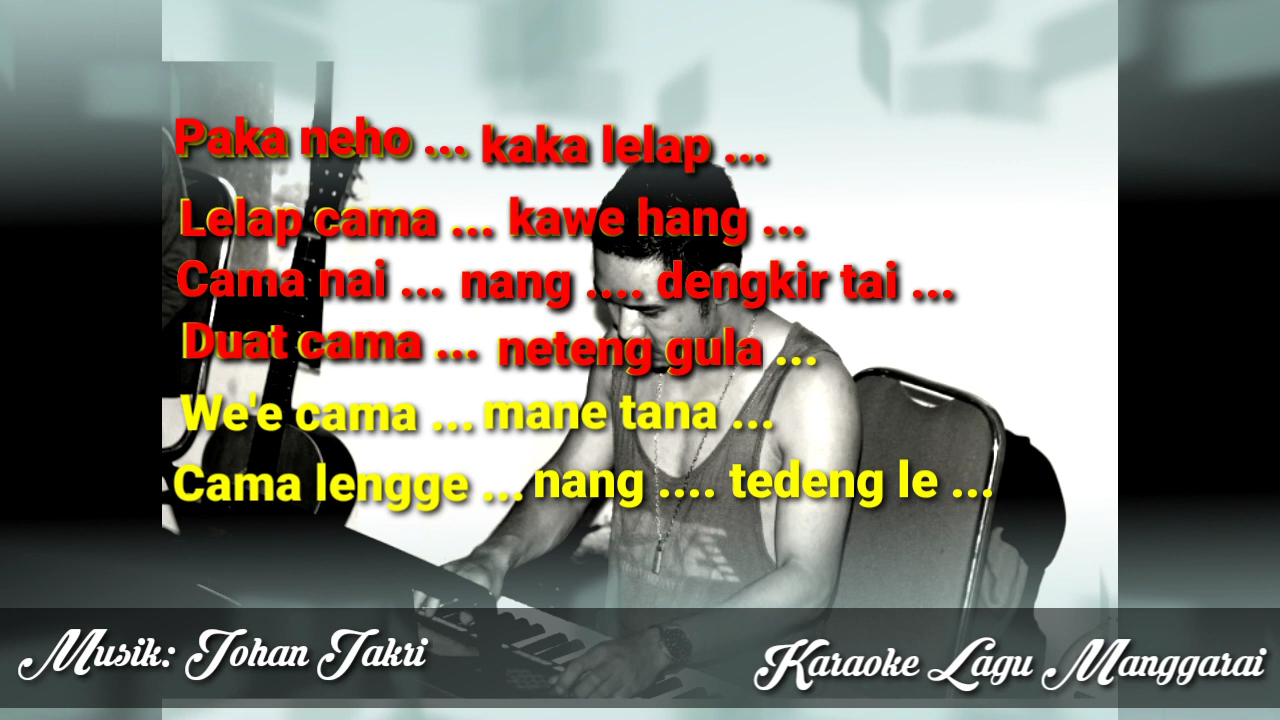 Paka neho ... kaka lelap ...
Lelap cama ... kawe hang ...
Cama nai ... nang .... dengkir tai ...
Duat cama ... neteng gula ...
We'e cama ... mane tana ...
Cama lengge ... nang .... tedeng le ...
Musik: Johan Jakri
Karaoke Lagu Manggarai